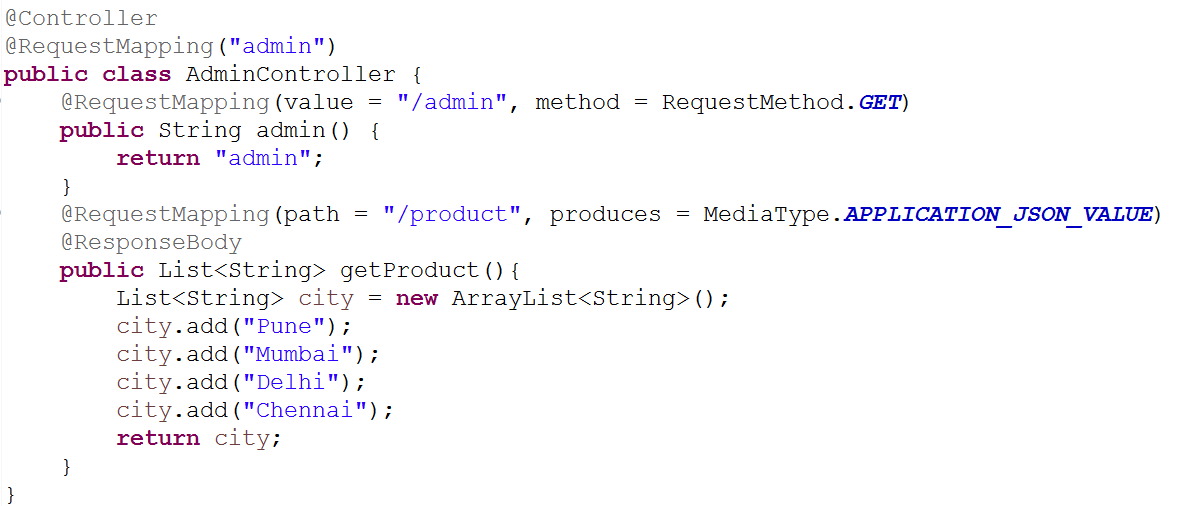 @Controller
@RequestMapping("admin")
public class AdminController {
@RequestMapping(value = "/admin", method = RequestMethod.GET)
public String admin() {
return "admin";
}
@RequestMapping(path = "/product", produces = MediaType.APPLICATION_JSON_VALUE)
@ResponseBody
public List<String> getProduct(){
List<String> city = new ArrayList<String>();
city.add("Pune");
city.add("Mumbai");
city.add("Delhi");
city.add("Chennai");
return city;
}
}